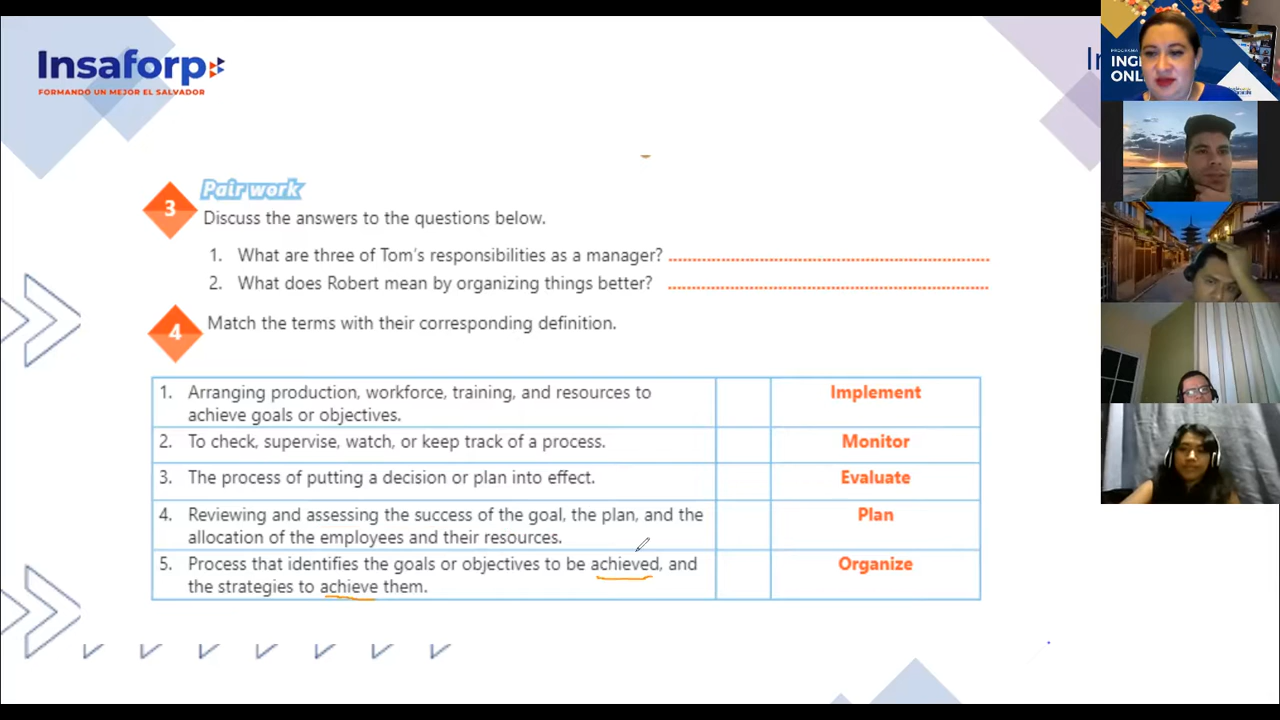 Insaforp
FORMANDO UN MEJOR EL SALVADOR
Pair work
3
Discuss the answers to the questions below.
1. What are three of Tom's responsibilities as a manager?
2. What does Robert mean by organizing things better?
4
Match the terms with their corresponding definition.
1. Arranging production, workforce, training, and resources to
achieve goals or objectives.
Implement
2. To check, supervise, watch, or keep track of a process.
Monitor
3. The process of putting a decision or plan into effect.
Evaluate
4. Reviewing and assessing the success of the goal, the plan, and the
allocation of the employees and their resources.
Plan
5. Process that identifies the goals or objectives to be achieved, and
the strategies to achieve them.
Organize
PROGRAMA